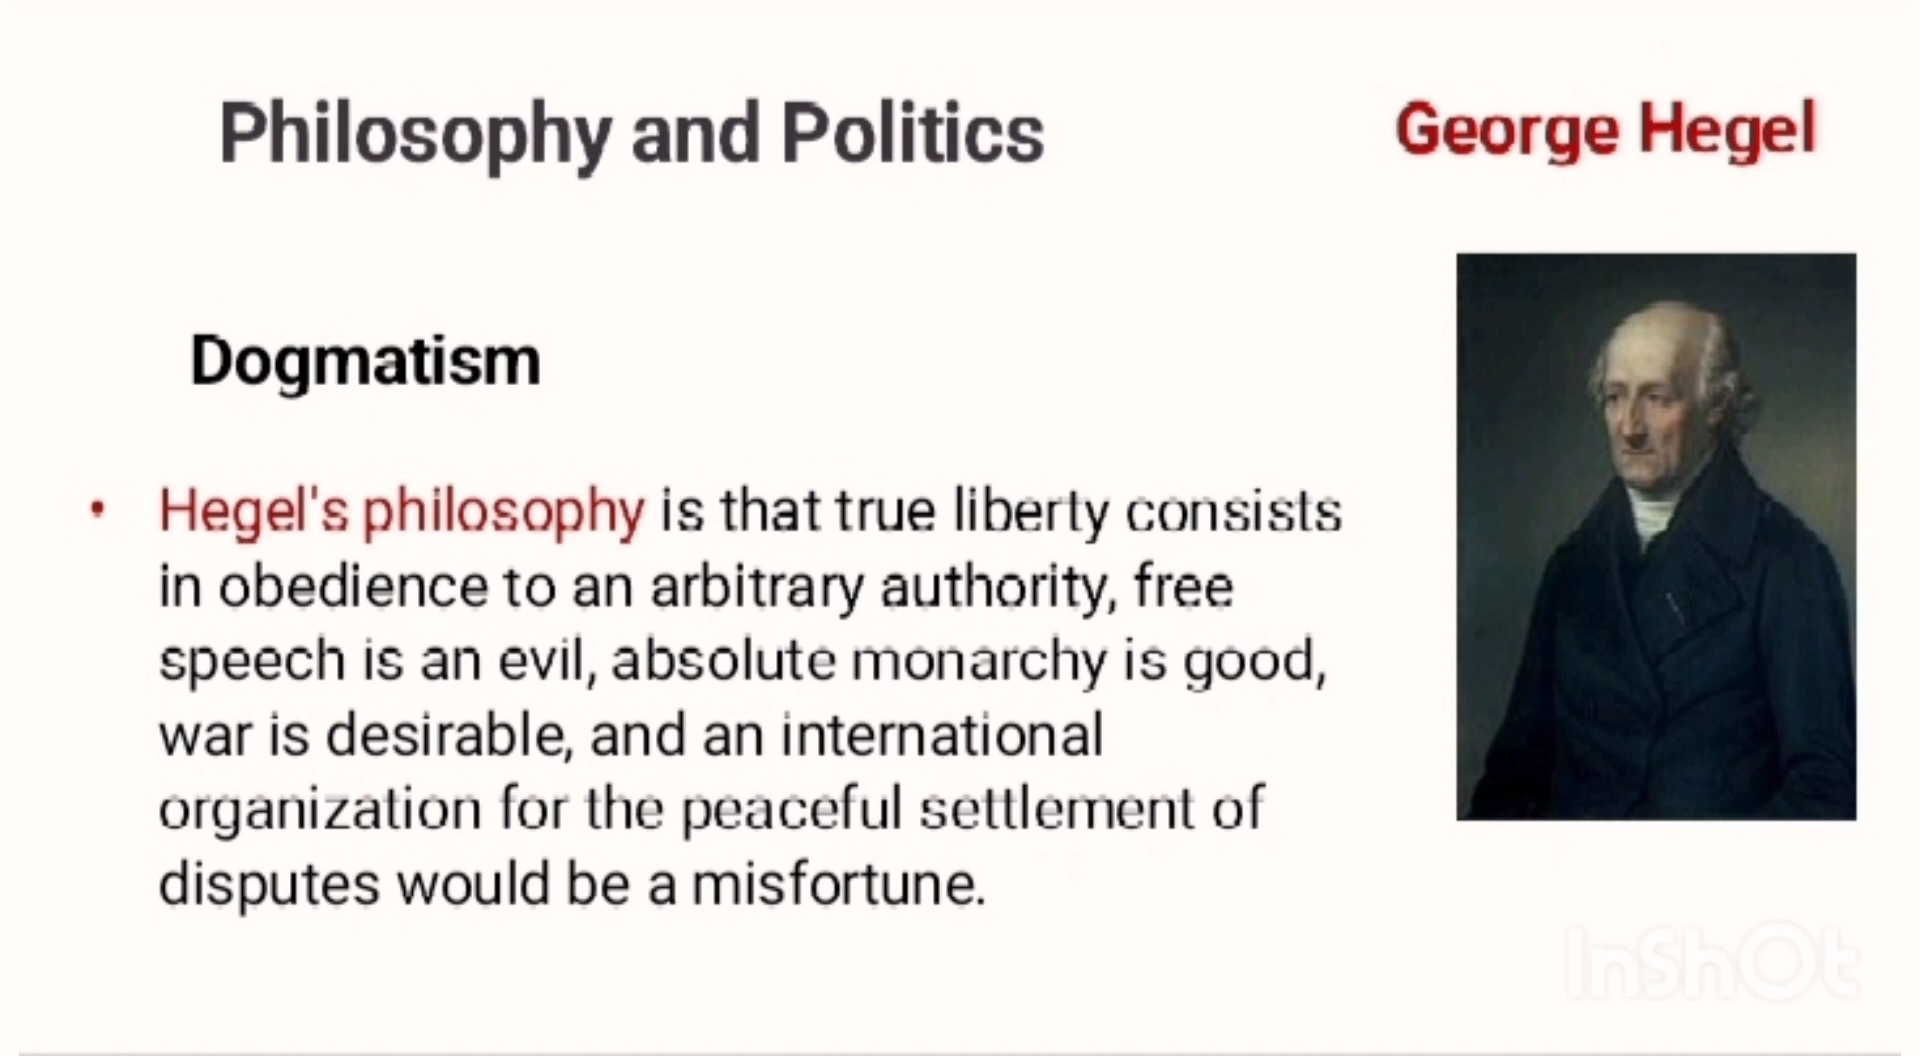 Philosophy and Politics
George Hegel
Dogmatism
• Hegel's philosophy is that true liberty consists
in obedience to an arbitrary authority, free
speech is an evil, absolute monarchy is good,
war is desirable, and an international
organization for the peaceful settlement of
disputes would be a misfortune.
InShOt